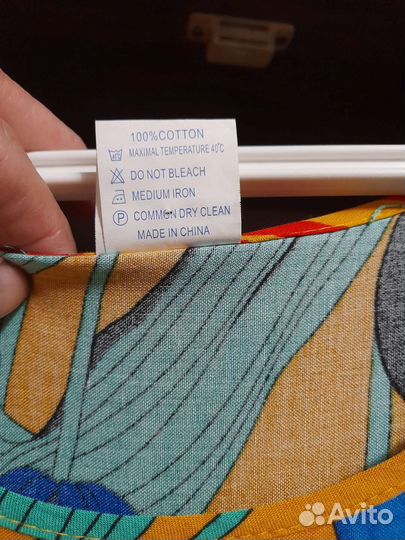 100%COTTON
MAXIMAL TEMPERATURE 40℃
DO NOT BLEACH
MEDIUM IRON
P COMMON DRY CLEAN
MADE IN CHINA
Avito